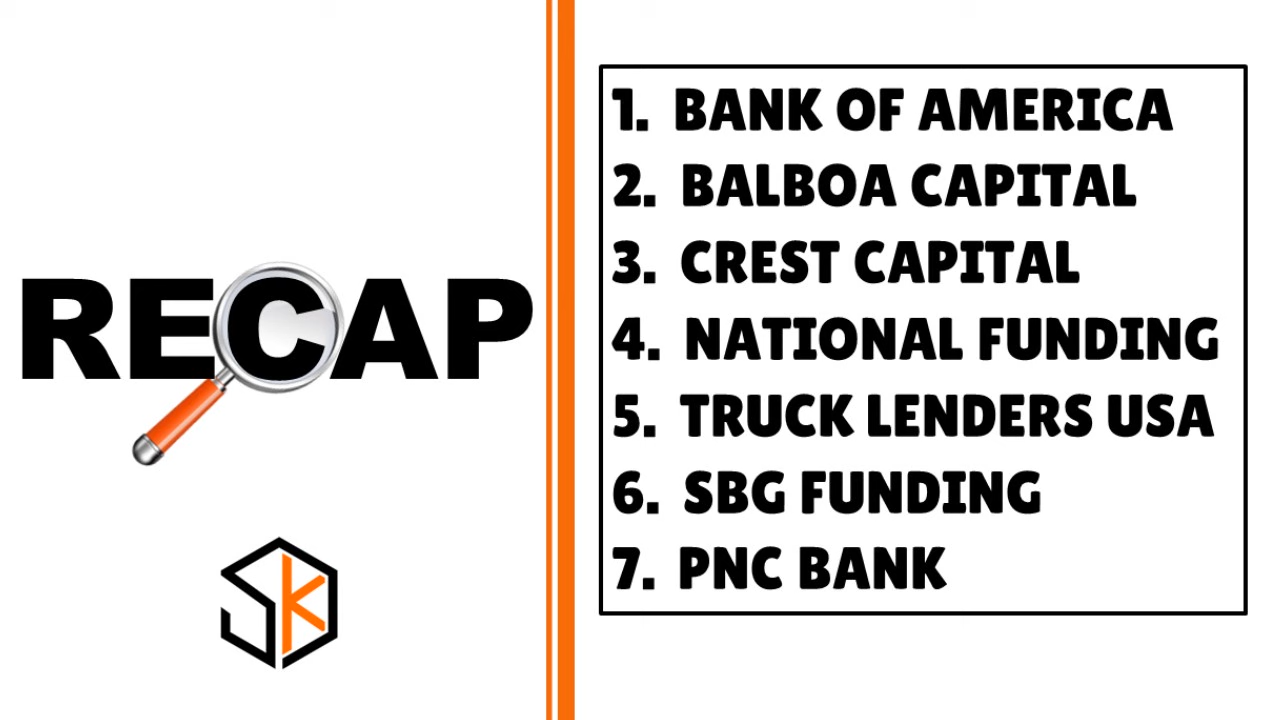 RECAP
SK
1. BANK OF AMERICA
2. BALBOA CAPITAL
3. CREST CAPITAL
4. NATIONAL FUNDING
5. TRUCK LENDERS USA
6. SBG FUNDING
7. PNC BANK